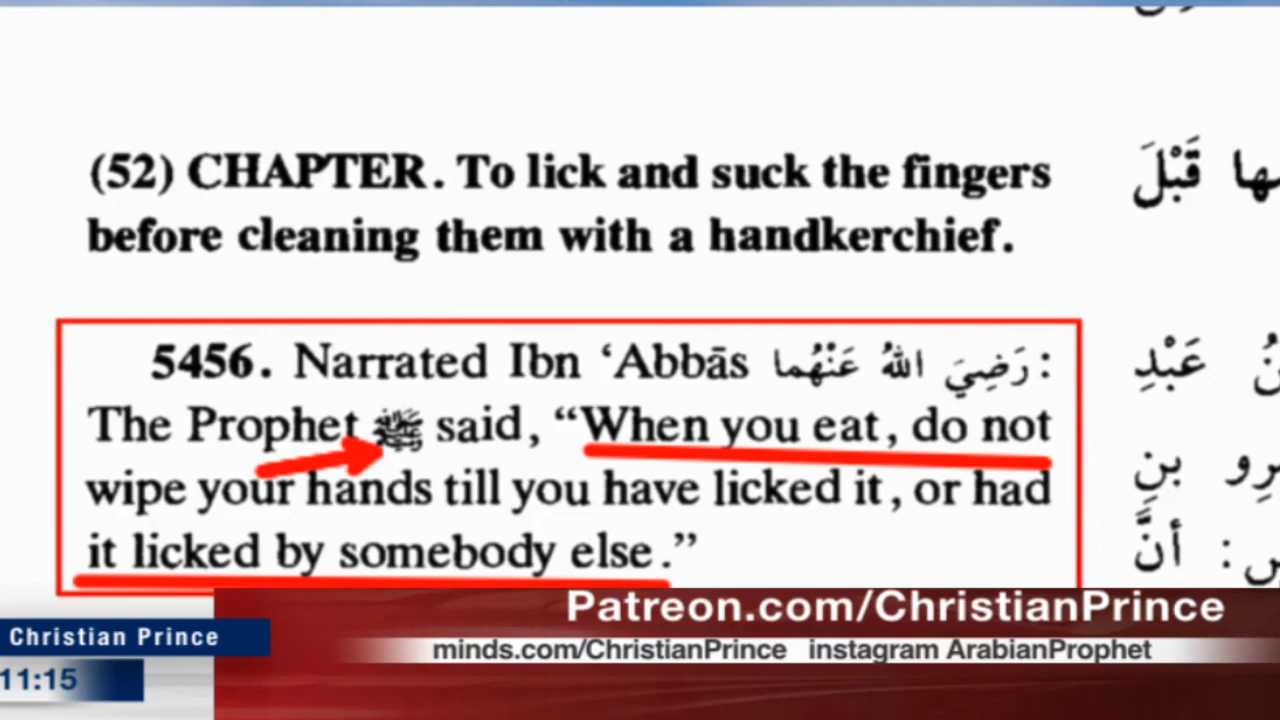 (52) CHAPTER. To lick and suck the fingers
before cleaning them with a handkerchief.
5456. Narrated Ibn ‘Abbās رَضِيَ اللهُ عَنْهُما:
The Prophet ﷺ said, “When you eat, do not
wipe your hands till you have licked it, or had
it licked by somebody else.”
قَبْلَ
عَبْدِ
بنِ
أنَّ
Patreon.com/ChristianPrince
Christian Prince
minds.com/ChristianPrince instagram ArabianProphet
11:15